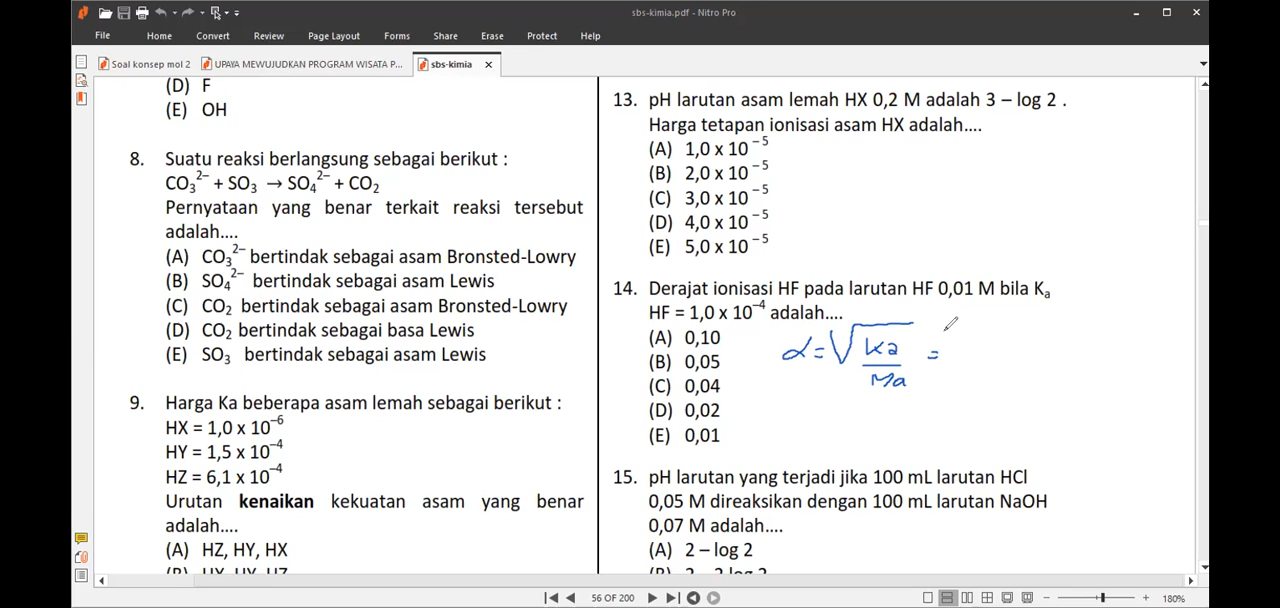 sbs-kimia.pdf - Nitro Pro
File Home Convert Review Page Layout Forms Share Erase Protect Help
Soal konsep mol 2 UPAYA MEWUJUDKAN PROGRAM WISATA P... sbs-kimia
(D) F
(E) OH
8. Suatu reaksi berlangsung sebagai berikut :
CO₃²⁻ + SO₃ → SO₄²⁻ + CO₂
Pernyataan yang benar terkait reaksi tersebut
adalah....
(A) CO₃²⁻ bertindak sebagai asam Bronsted-Lowry
(B) SO₄²⁻ bertindak sebagai asam Lewis
(C) CO₂ bertindak sebagai asam Bronsted-Lowry
(D) CO₂ bertindak sebagai basa Lewis
(E) SO₃ bertindak sebagai asam Lewis
9. Harga Ka beberapa asam lemah sebagai berikut :
HX = 1,0 x 10⁻⁶
HY = 1,5 x 10⁻⁴
HZ = 6,1 x 10⁻⁴
Urutan kenaikan kekuatan asam yang benar
adalah....
(A) HZ, HY, HX
13. pH larutan asam lemah HX 0,2 M adalah 3 – log 2 .
Harga tetapan ionisasi asam HX adalah....
(A) 1,0 x 10⁻⁵
(B) 2,0 x 10⁻⁵
(C) 3,0 x 10⁻⁵
(D) 4,0 x 10⁻⁵
(E) 5,0 x 10⁻⁵
14. Derajat ionisasi HF pada larutan HF 0,01 M bila Kₐ
HF = 1,0 x 10⁻⁴ adalah....
(A) 0,10
(B) 0,05
(C) 0,04
(D) 0,02
(E) 0,01
α = √ Ka / Ma =
15. pH larutan yang terjadi jika 100 mL larutan HCl
0,05 M direaksikan dengan 100 mL larutan NaOH
0,07 M adalah....
(A) 2 – log 2
56 OF 200
180%